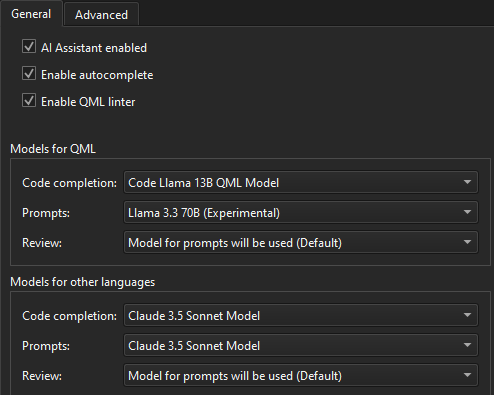 General Advanced
AI Assistant enabled
Enable autocomplete
Enable QML linter
Models for QML
Code completion: Code Llama 13B QML Model
Prompts: Llama 3.3 70B (Experimental)
Review: Model for prompts will be used (Default)
Models for other languages
Code completion: Claude 3.5 Sonnet Model
Prompts: Claude 3.5 Sonnet Model
Review: Model for prompts will be used (Default)